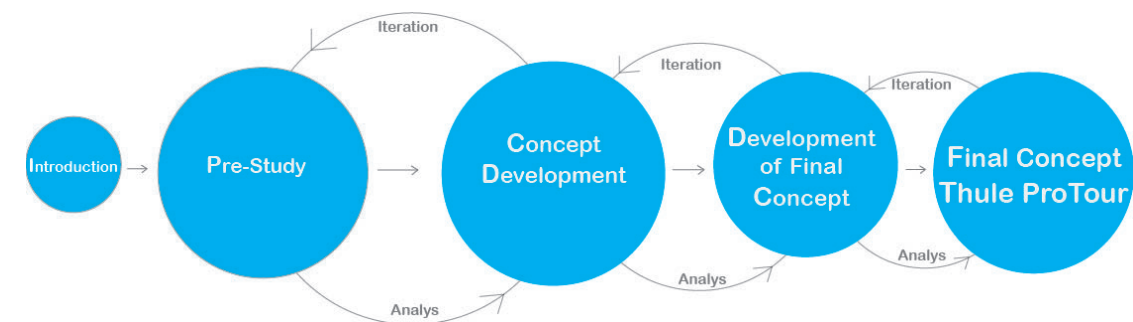 Iteration
Iteration
Iteration
Introduction
Pre-Study
Concept
Development
Development
of Final
Concept
Final Concept
Thule ProTour
Analys
Analys
Analys